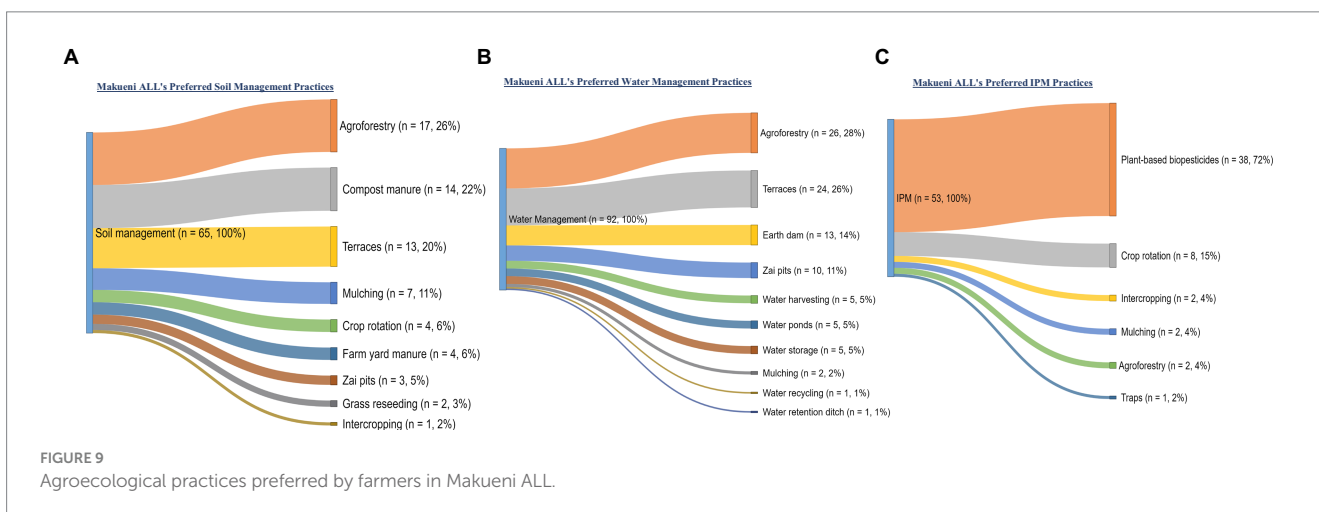 A
Makueni ALL's Preferred Soil Management Practices
Soil management (n = 65, 100%)
Agroforestry (n = 17, 26%)
Compost manure (n = 14, 22%)
Terraces (n = 13, 20%)
Mulching (n = 7, 11%)
Crop rotation (n = 4, 6%)
Farm yard manure (n = 4, 6%)
Zai pits (n = 3, 5%)
Grass reseeding (n = 2, 3%)
Intercropping (n = 1, 2%)
B
Makueni ALL's Preferred Water Management Practices
Water Management (n = 92, 100%)
Agroforestry (n = 26, 28%)
Terraces (n = 24, 26%)
Earth dam (n = 13, 14%)
Zai pits (n = 10, 11%)
Water harvesting (n = 5, 5%)
Water ponds (n = 5, 5%)
Water storage (n = 5, 5%)
Mulching (n = 2, 2%)
Water recycling (n = 1, 1%)
Water retention ditch (n = 1, 1%)
C
Makueni ALL's Preferred IPM Practices
IPM (n = 53, 100%)
Plant-based biopesticides (n = 38, 72%)
Crop rotation (n = 8, 15%)
Intercropping (n = 2, 4%)
Mulching (n = 2, 4%)
Agroforestry (n = 2, 4%)
Traps (n = 1, 2%)
FIGURE 9
Agroecological practices preferred by farmers in Makueni ALL.